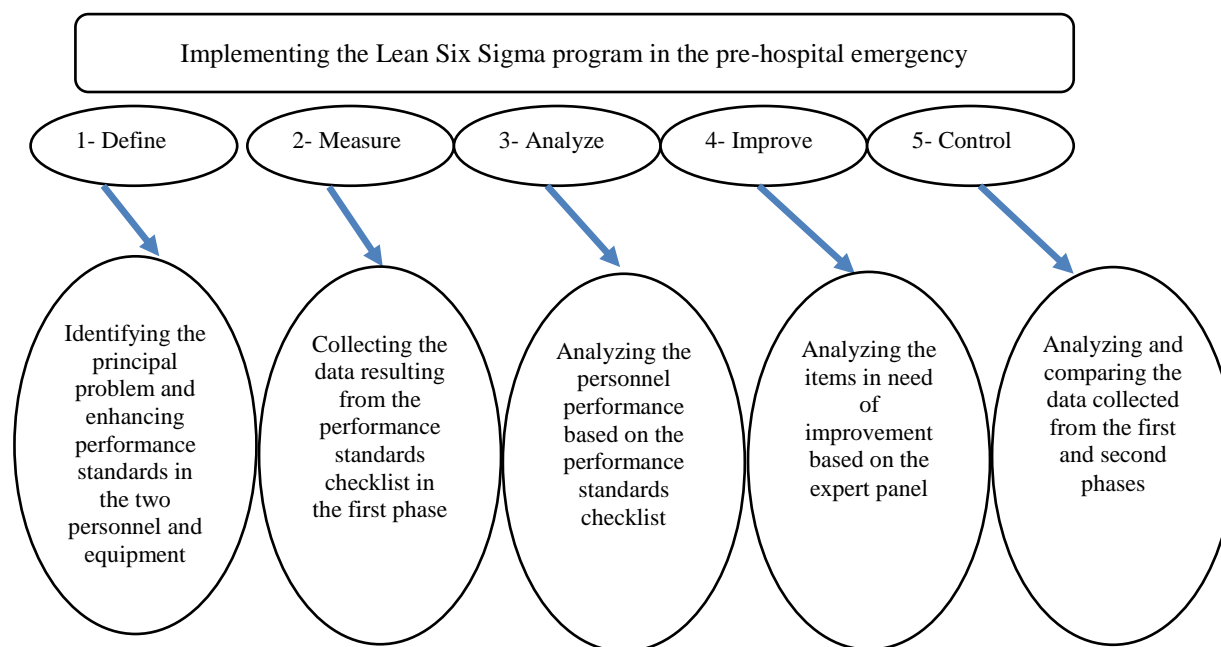 Implementing the Lean Six Sigma program in the pre-hospital emergency
1- Define
2- Measure
3- Analyze
4- Improve
5- Control
Identifying the
principal
problem and
enhancing
performance
standards in
the two
personnel and
equipment
Collecting the
data resulting
from the
performance
standards
checklist in
the first phase
Analyzing the
personnel
performance
based on the
performance
standards
checklist
Analyzing the
items in need
of
improvement
based on the
expert panel
Analyzing and
comparing the
data collected
from the first
and second
phases